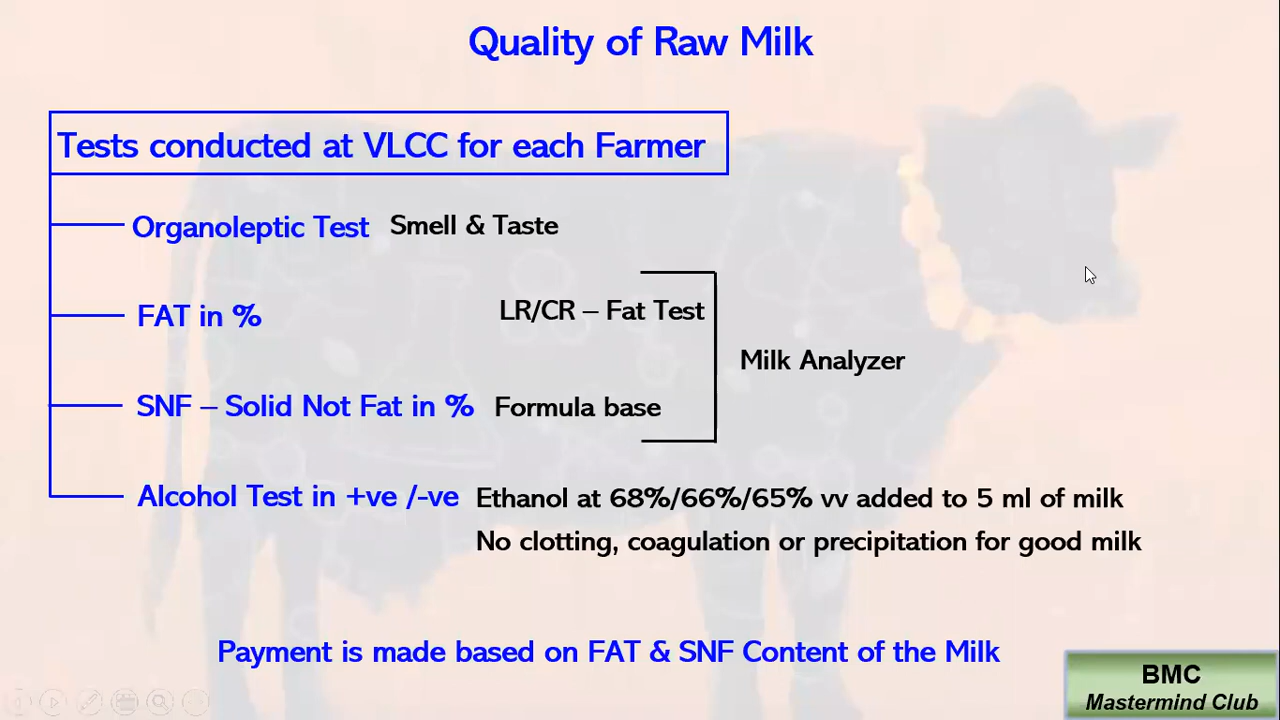 Quality of Raw Milk
Tests conducted at VLCC for each Farmer
Organoleptic Test Smell & Taste
FAT in % LR/CR – Fat Test
Milk Analyzer
SNF – Solid Not Fat in % Formula base
Alcohol Test in +ve /-ve Ethanol at 68%/66%/65% vv added to 5 ml of milk
No clotting, coagulation or precipitation for good milk
Payment is made based on FAT & SNF Content of the Milk
BMC
Mastermind Club